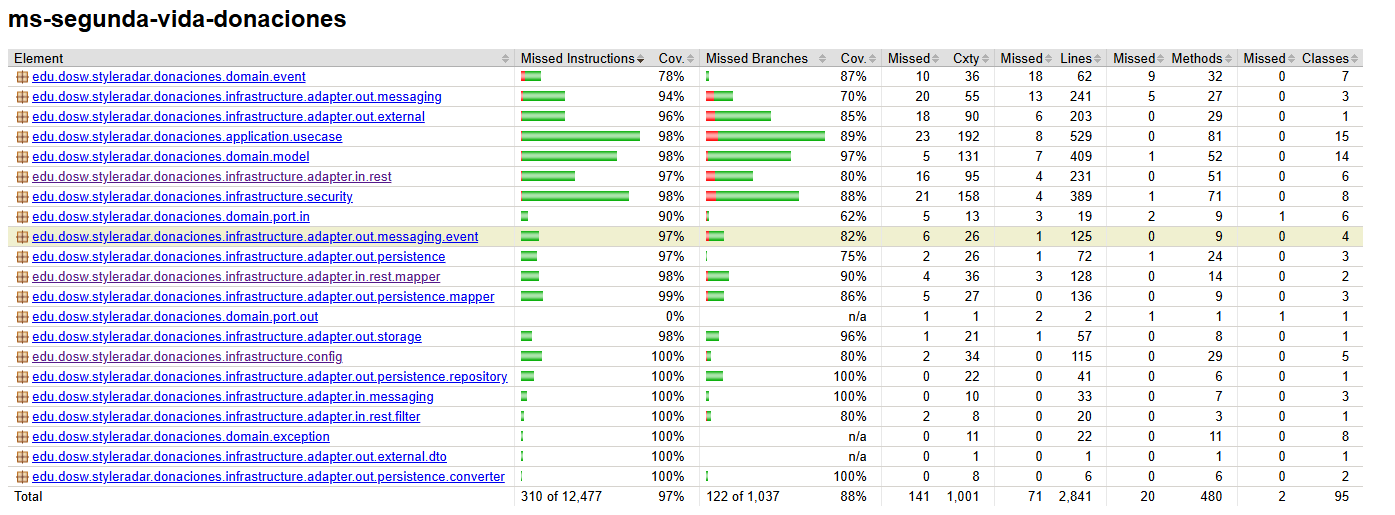 ms-segunda-vida-donaciones
Element Missed Instructions Cov. Missed Branches Cov. Missed Cxty Missed Lines Missed Methods Missed Classes
edu.dosw.styleradar.donaciones.domain.event 78% 87% 10 36 18 62 9 32 0 7
edu.dosw.styleradar.donaciones.infrastructure.adapter.out.messaging 94% 70% 20 55 13 241 5 27 0 3
edu.dosw.styleradar.donaciones.infrastructure.adapter.out.external 96% 85% 18 90 6 203 0 29 0 1
edu.dosw.styleradar.donaciones.application.usecase 98% 89% 23 192 8 529 0 81 0 15
edu.dosw.styleradar.donaciones.domain.model 98% 97% 5 131 7 409 1 52 0 14
edu.dosw.styleradar.donaciones.infrastructure.adapter.in.rest 97% 80% 16 95 4 231 0 51 0 6
edu.dosw.styleradar.donaciones.infrastructure.security 98% 88% 21 158 4 389 1 71 0 8
edu.dosw.styleradar.donaciones.domain.port.in 90% 62% 5 13 3 19 2 9 1 6
edu.dosw.styleradar.donaciones.infrastructure.adapter.out.messaging.event 97% 82% 6 26 1 125 0 9 0 4
edu.dosw.styleradar.donaciones.infrastructure.adapter.out.persistence 97% 75% 2 26 1 72 1 24 0 3
edu.dosw.styleradar.donaciones.infrastructure.adapter.in.rest.mapper 98% 90% 4 36 3 128 0 14 0 2
edu.dosw.styleradar.donaciones.infrastructure.adapter.out.persistence.mapper 99% 86% 5 27 0 136 0 9 0 3
edu.dosw.styleradar.donaciones.domain.port.out 0% n/a 1 1 2 2 1 1 1 1
edu.dosw.styleradar.donaciones.infrastructure.adapter.out.storage 98% 96% 1 21 1 57 0 8 0 1
edu.dosw.styleradar.donaciones.infrastructure.config 100% 80% 2 34 0 115 0 29 0 5
edu.dosw.styleradar.donaciones.infrastructure.adapter.out.persistence.repository 100% 100% 0 22 0 41 0 6 0 1
edu.dosw.styleradar.donaciones.infrastructure.adapter.in.messaging 100% 100% 0 10 0 33 0 7 0 3
edu.dosw.styleradar.donaciones.infrastructure.adapter.in.rest.filter 100% 80% 2 8 0 20 0 3 0 1
edu.dosw.styleradar.donaciones.domain.exception 100% n/a 0 11 0 22 0 11 0 8
edu.dosw.styleradar.donaciones.infrastructure.adapter.out.external.dto 100% n/a 0 1 0 1 0 1 0 1
edu.dosw.styleradar.donaciones.infrastructure.adapter.out.persistence.converter 100% 100% 0 8 0 6 0 6 0 2
Total 310 of 12,477 97% 122 of 1,037 88% 141 1,001 71 2,841 20 480 2 95